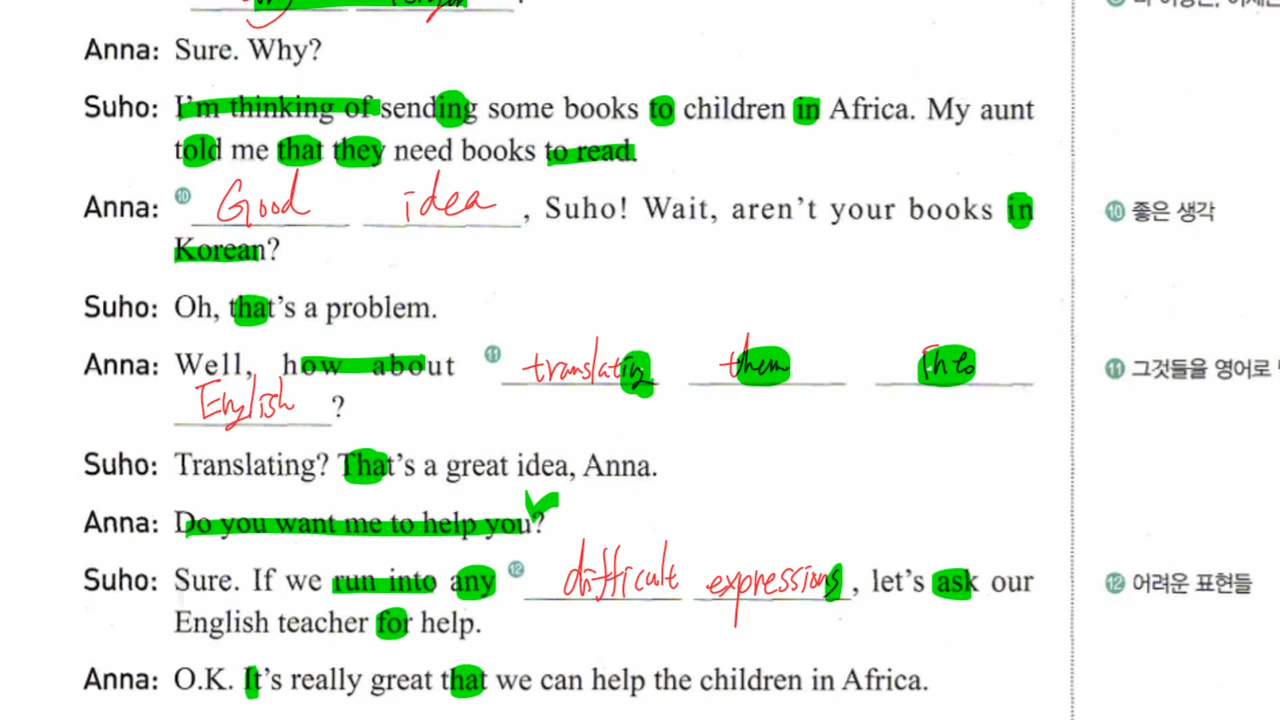 Anna: Sure. Why?
Suho: I'm thinking of sending some books to children in Africa. My aunt
told me that they need books to read.
Anna: ⑩ Good idea, Suho! Wait, aren't your books in
⑩ 좋은 생각
Korean?
Suho: Oh, that's a problem.
Anna: Well, how about ⑪ translating them into
⑪ 그것들을 영어로
English?
Suho: Translating? That's a great idea, Anna.
Anna: Do you want me to help you?
Suho: Sure. If we run into any ⑫ difficult expressions, let's ask our
⑫ 어려운 표현들
English teacher for help.
Anna: O.K. It's really great that we can help the children in Africa.